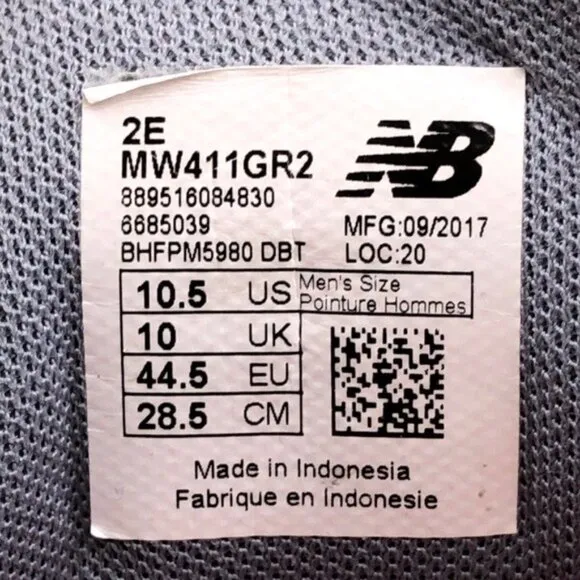 2E
MW411GR2
889516084830
6685039
BHFPM5980 DBT
NB
MFG:09/2017
LOC:20
10.5 US Men's Size
Pointure Hommes
10 UK
44.5 EU
28.5 CM
Made in Indonesia
Fabrique en Indonesie